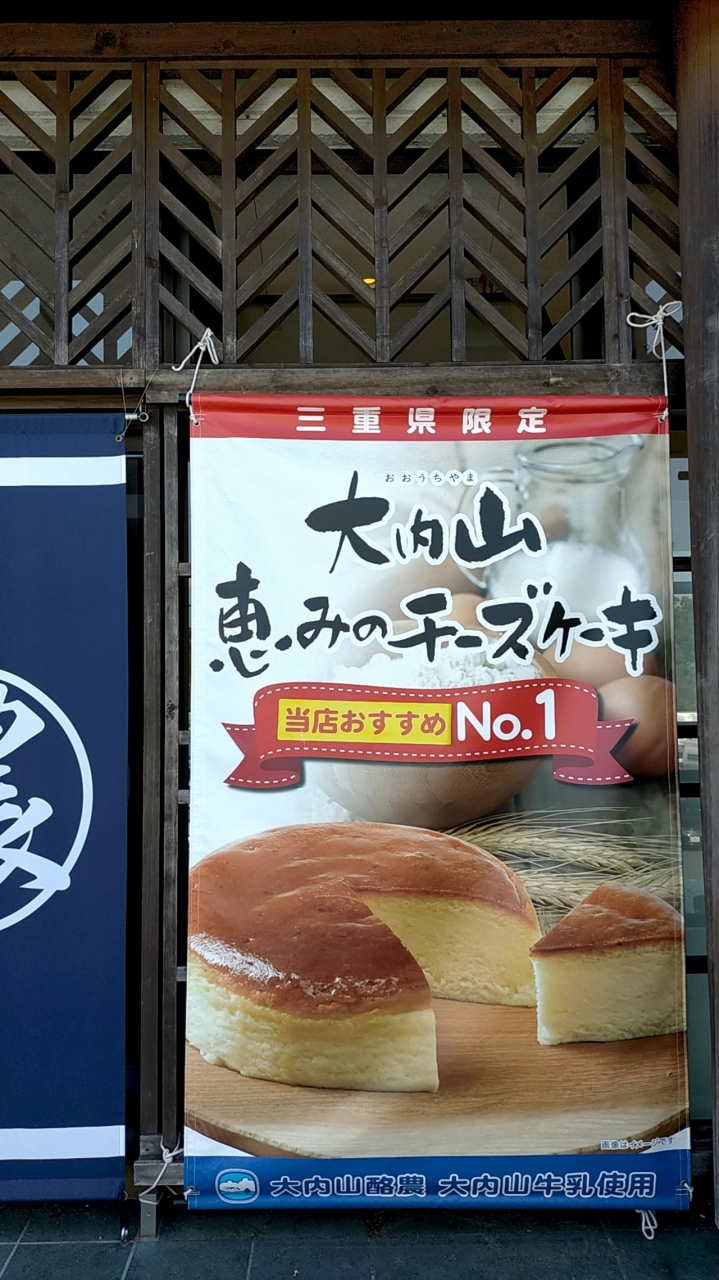 三重県限定
おおうちやま
大内山
恵みのチーズケーキ
当店おすすめ No.1
画像はイメージです
大内山酪農 大内山牛乳使用